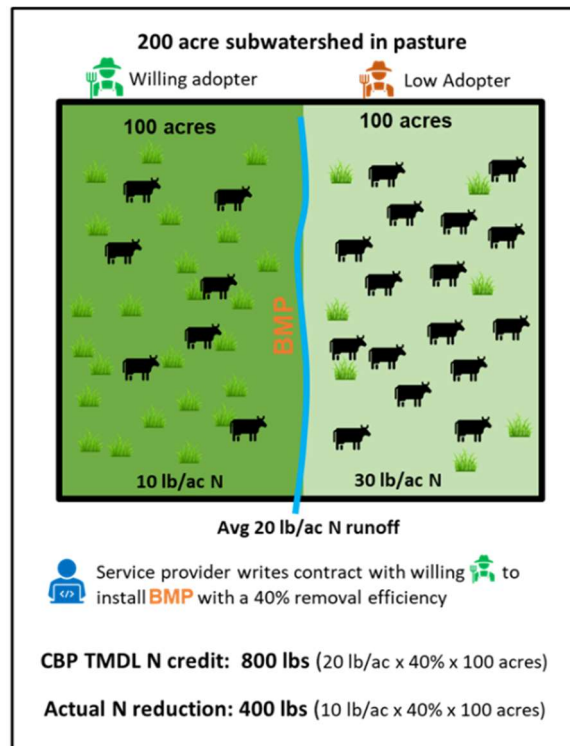 200 acre subwatershed in pasture
Willing adopter
Low Adopter
100 acres
100 acres
BMP
10 lb/ac N
30 lb/ac N
Avg 20 lb/ac N runoff
</>
Service provider writes contract with willing to
install BMP with a 40% removal efficiency
CBP TMDL N credit: 800 lbs (20 lb/ac x 40% x 100 acres)
Actual N reduction: 400 lbs (10 lb/ac x 40% x 100 acres)